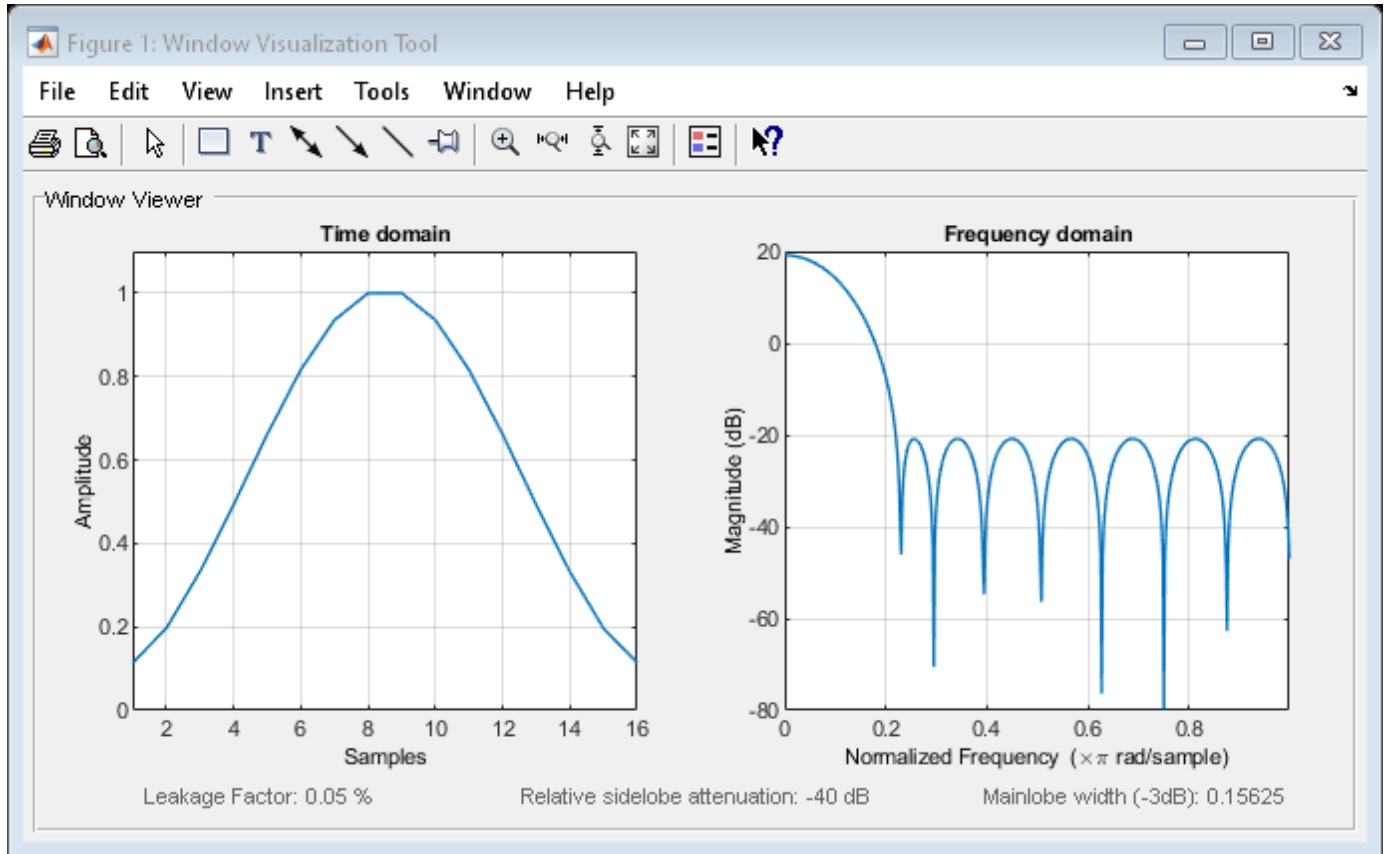 Figure 1: Window Visualization Tool
File Edit View Insert Tools Window Help
T
?
Window Viewer
Time domain
1
0.8
0.6
0.4
0.2
0
Amplitude
2 4 6 8 10 12 14 16
Samples
Frequency domain
20
0
-20
-40
-60
-80
Magnitude (dB)
0 0.2 0.4 0.6 0.8
Normalized Frequency (×π rad/sample)
Leakage Factor: 0.05 % Relative sidelobe attenuation: -40 dB Mainlobe width (-3dB): 0.15625